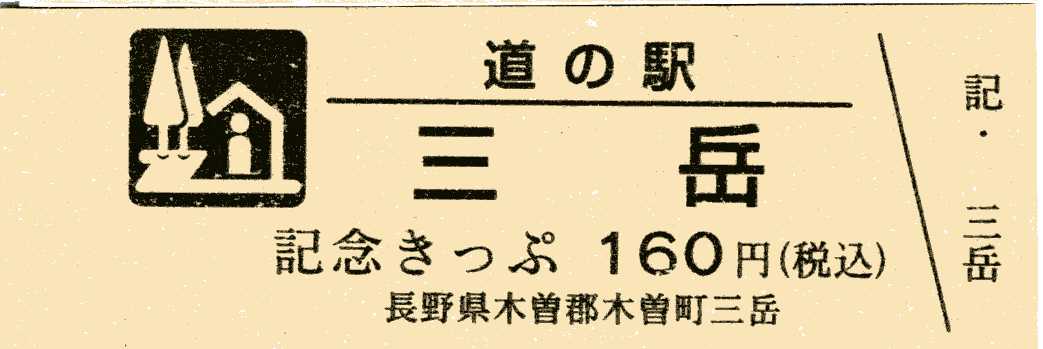 道の駅
三岳
記念きっぷ 160円(税込)
長野県木曽郡木曽町三岳
記・三岳